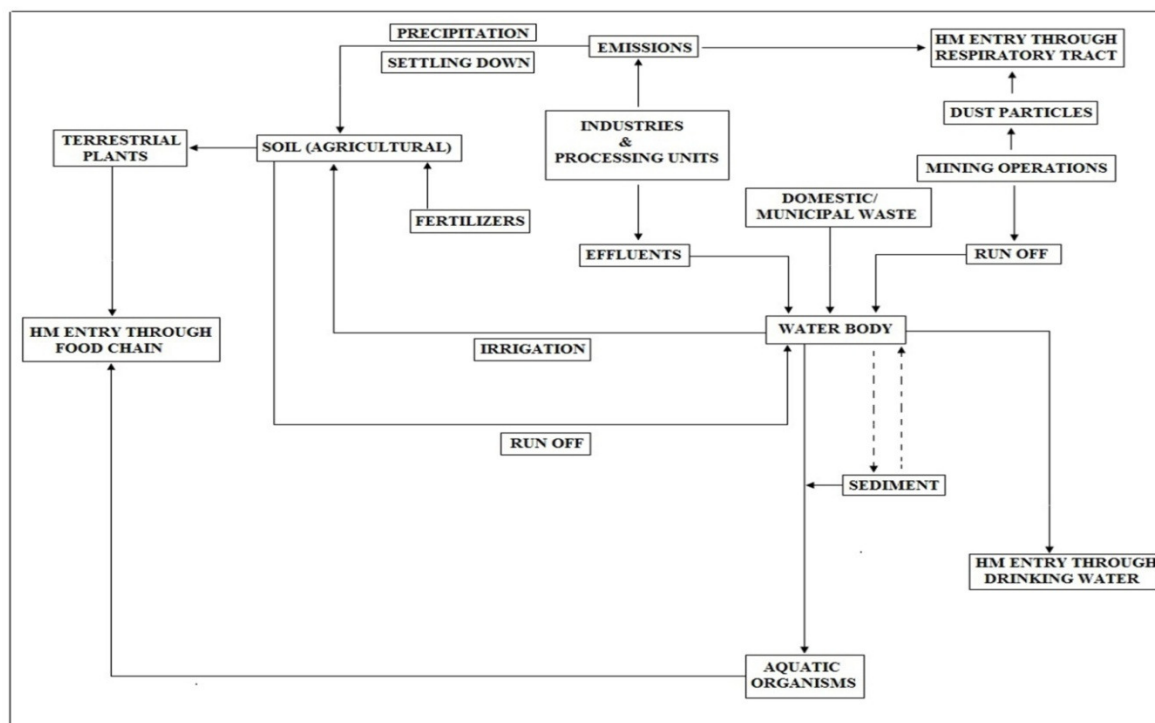 PRECIPITATION
SETTLING DOWN
EMISSIONS
HM ENTRY THROUGH
RESPIRATORY TRACT
DUST PARTICLES
INDUSTRIES
&
PROCESSING UNITS
TERRESTRIAL
PLANTS
SOIL (AGRICULTURAL)
MINING OPERATIONS
DOMESTIC/
MUNICIPAL WASTE
FERTILIZERS
EFFLUENTS
RUN OFF
HM ENTRY THROUGH
FOOD CHAIN
WATER BODY
IRRIGATION
RUN OFF
SEDIMENT
HM ENTRY THROUGH
DRINKING WATER
AQUATIC
ORGANISMS